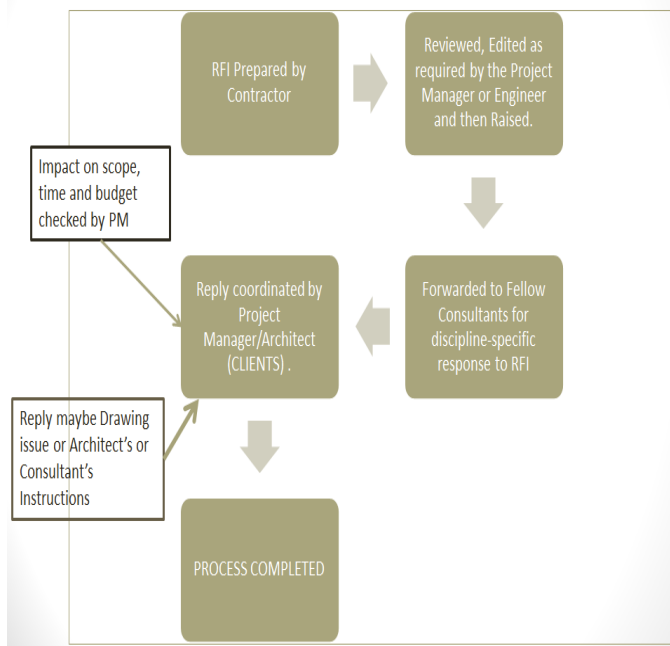 RFI Prepared by
Contractor
Reviewed, Edited as
required by the Project
Manager or Engineer
and then Raised.
Impact on scope,
time and budget
checked by PM
Reply coordinated by
Project
Manager/Architect
(CLIENTS) .
Forwarded to Fellow
Consultants for
discipline-specific
response to RFI
Reply maybe Drawing
issue or Architect’s or
Consultant’s
Instructions
PROCESS COMPLETED